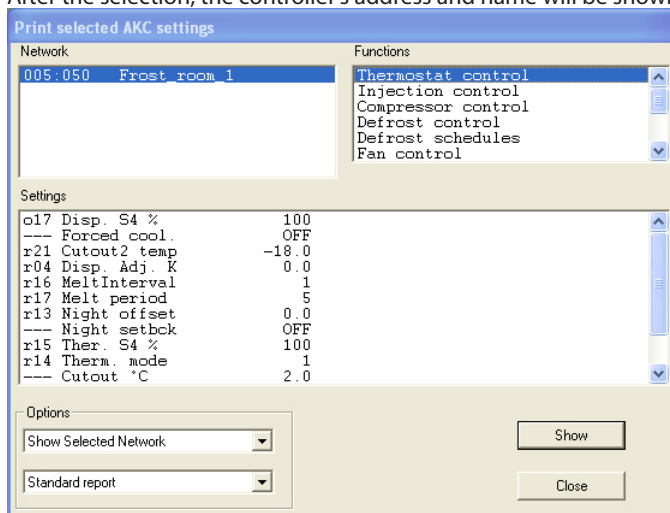 After the selection, the controller's address and name will be shown
Print selected AKC settings
Network
005:050 Frost_room_1
Functions
Thermostat control
Injection control
Compressor control
Defrost control
Defrost schedules
Fan control
Settings
o17 Disp. S4 % 100
--- Forced cool. OFF
r21 Cutout2 temp -18.0
r04 Disp. Adj. K 0.0
r16 MeltInterval 1
r17 Melt period 5
r13 Night offset 0.0
--- Night setbck OFF
r15 Ther. S4 % 100
r14 Therm. mode 1
--- Cutout °C 2.0
Options
Show Selected Network
Standard report
Show
Close